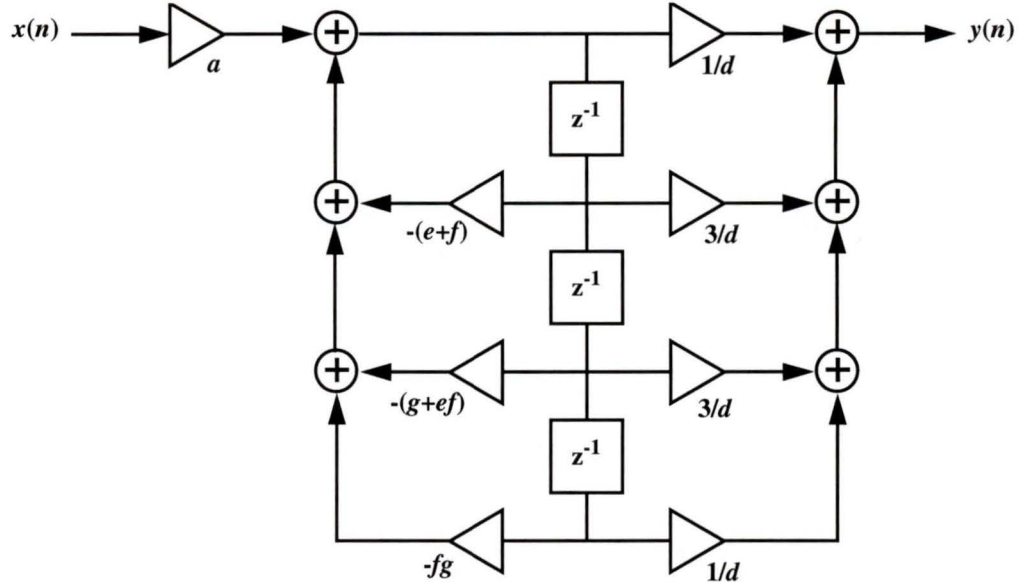 x(n)
a
+
1/d
+
y(n)
z⁻¹
+
-(e+f)
3/d
+
z⁻¹
+
-(g+ef)
3/d
+
z⁻¹
-fg
1/d